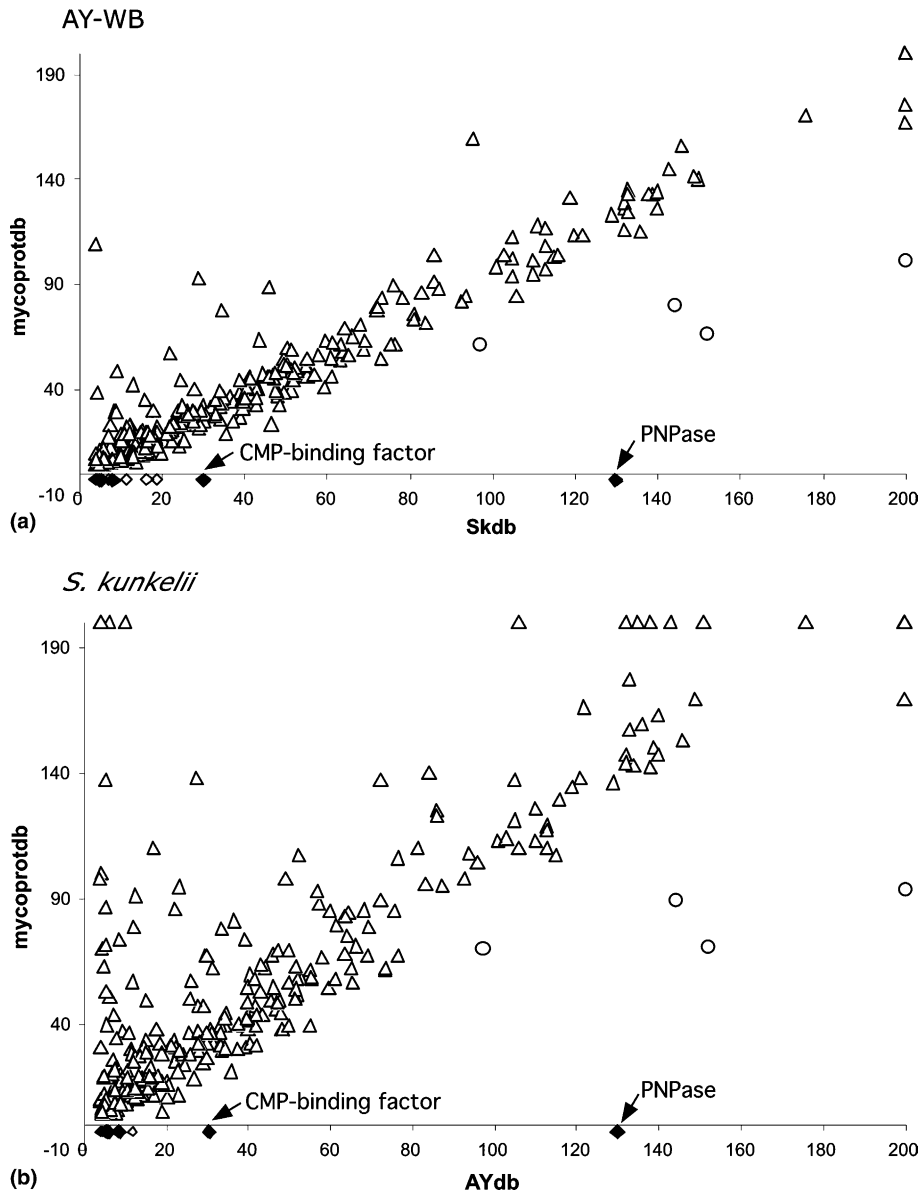 AY-WB
190
140
90
40
-10
mycoprotdb
CMP-binding factor
PNPase
0 20 40 60 80 100 120 140 160 180 200
Skdb
(a)
S. kunkelii
190
140
90
40
-10
mycoprotdb
CMP-binding factor
PNPase
0 20 40 60 80 100 120 140 160 180 200
AYdb
(b)